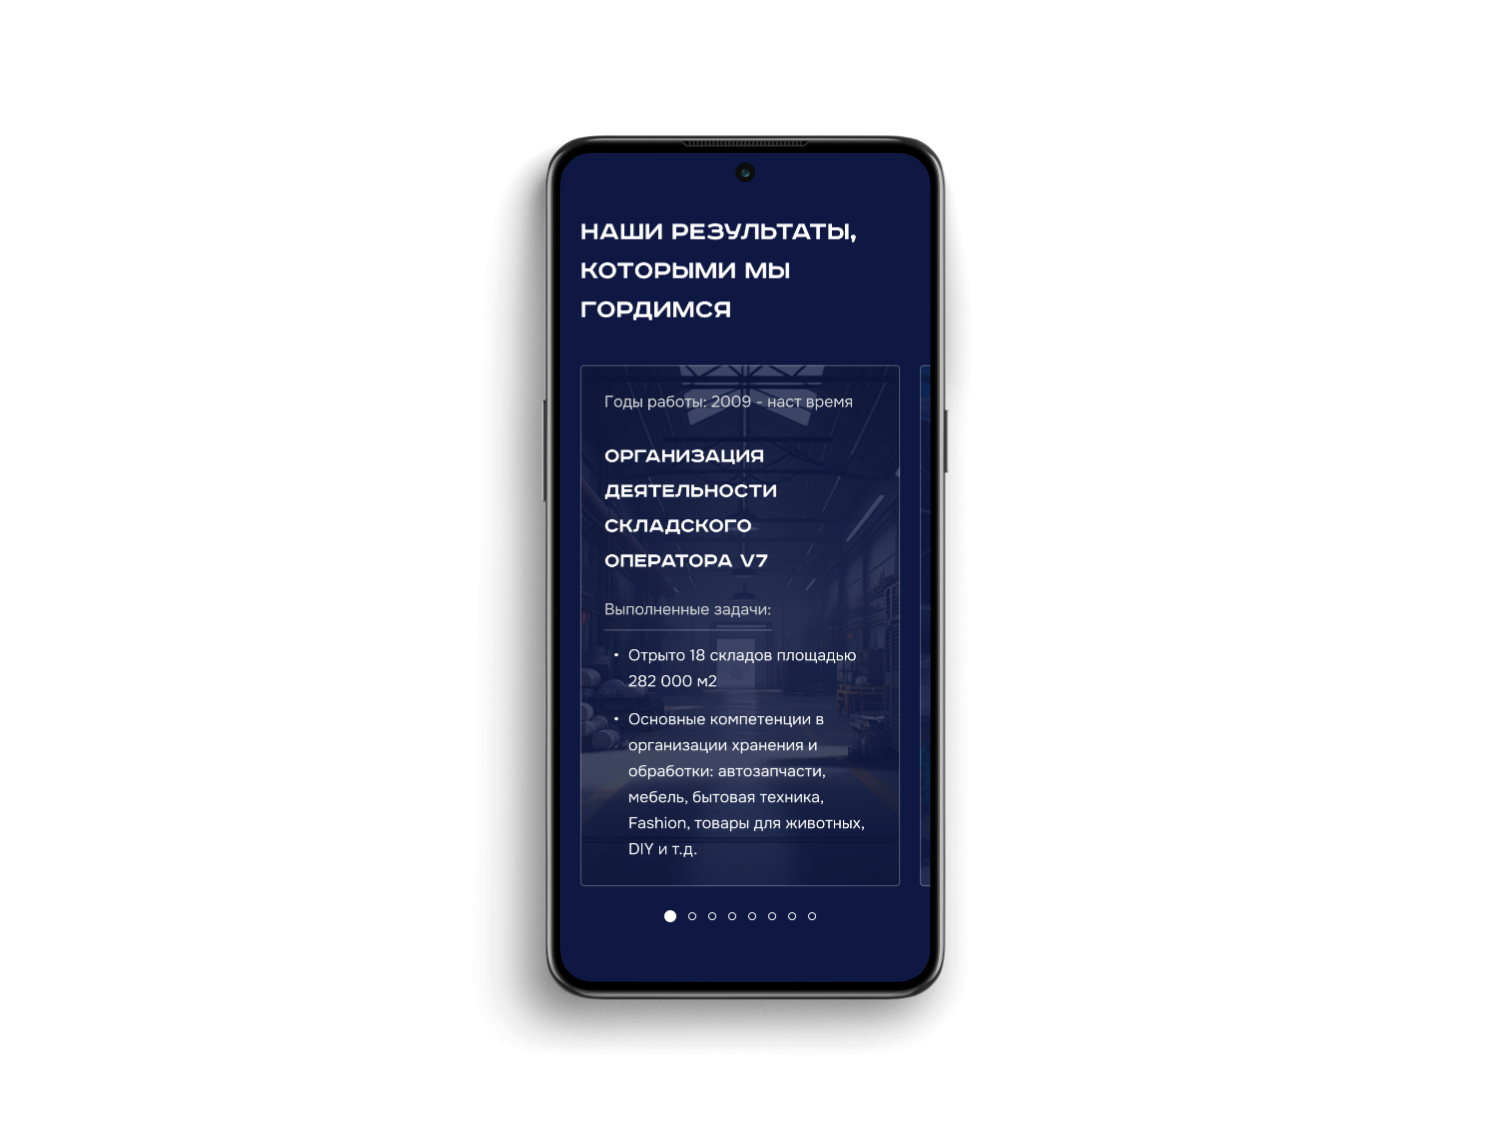 НАШИ РЕЗУЛЬТАТЫ,
КОТОРЫМИ МЫ
ГОРДИМСЯ
Годы работы: 2009 - наст время
ОРГАНИЗАЦИЯ
ДЕЯТЕЛЬНОСТИ
СКЛАДСКОГО
ОПЕРАТОРА V7
Выполненные задачи:
• Отрыто 18 складов площадью
282 000 м2
• Основные компетенции в
организации хранения и
обработки: автозапчасти,
мебель, бытовая техника,
Fashion, товары для животных,
DIY и т.д.